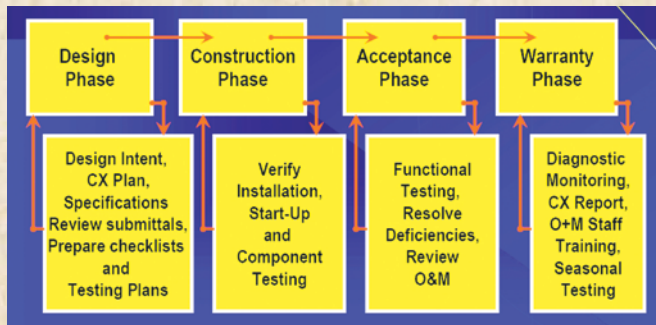 Design
Phase
Construction
Phase
Acceptance
Phase
Warranty
Phase
Design Intent,
CX Plan,
Specifications
Review submittals,
Prepare checklists
and
Testing Plans
Verify
Installation,
Start-Up
and
Component
Testing
Functional
Testing,
Resolve
Deficiencies,
Review
O&M
Diagnostic
Monitoring,
CX Report,
O+M Staff
Training,
Seasonal
Testing